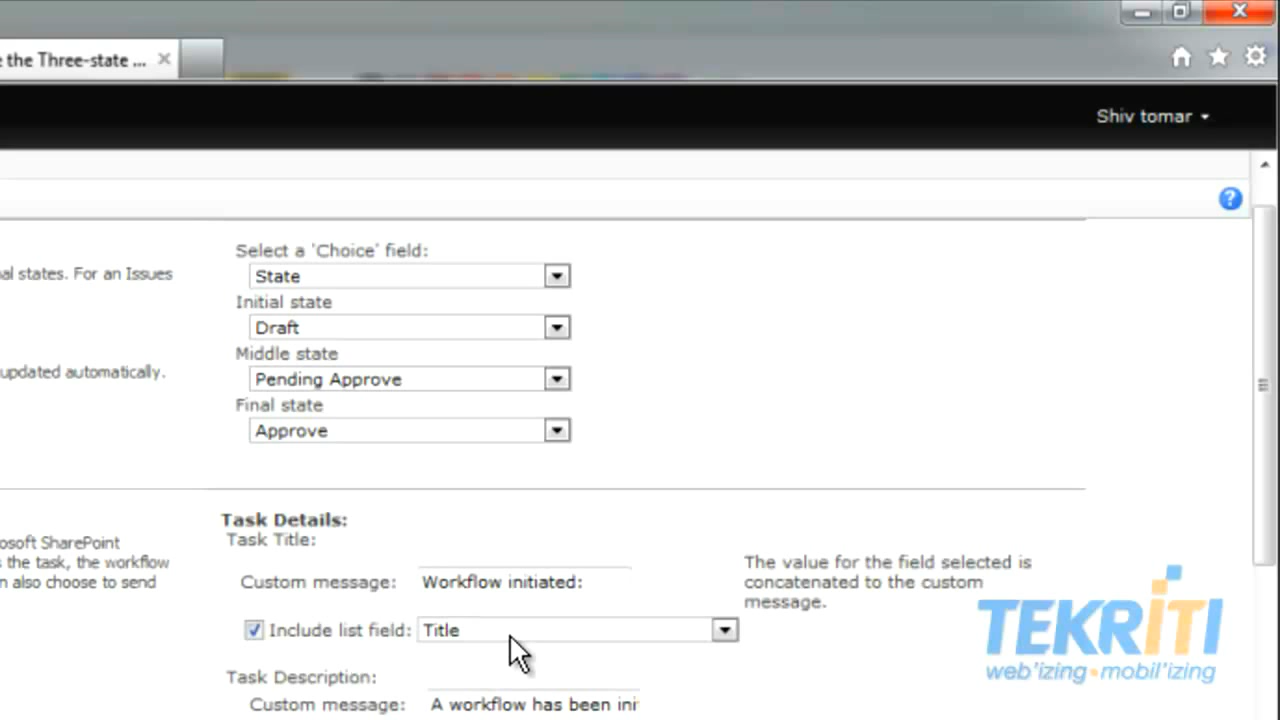 e the Three-state ...
Shiv tomar
Select a 'Choice' field:
al states. For an Issues
State
Initial state
Draft
Middle state
updated automatically.
Pending Approve
Final state
Approve
Task Details:
Task Title:
osoft SharePoint
s the task, the workflow
n also choose to send
Custom message: Workflow initiated:
The value for the field selected is
concatenated to the custom
message.
Include list field: Title
Task Description:
Custom message: A workflow has been ini
TEKRITI
web'izing•mobil'izing